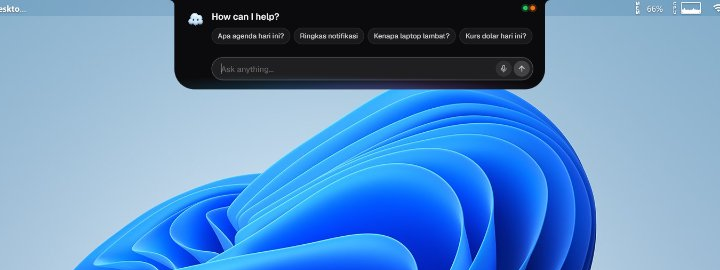 eskto...
How can I help?
66%
Apa agenda hari ini?
Ringkas notifikasi
Kenapa laptop lambat?
Kurs dolar hari ini?
Ask anything...